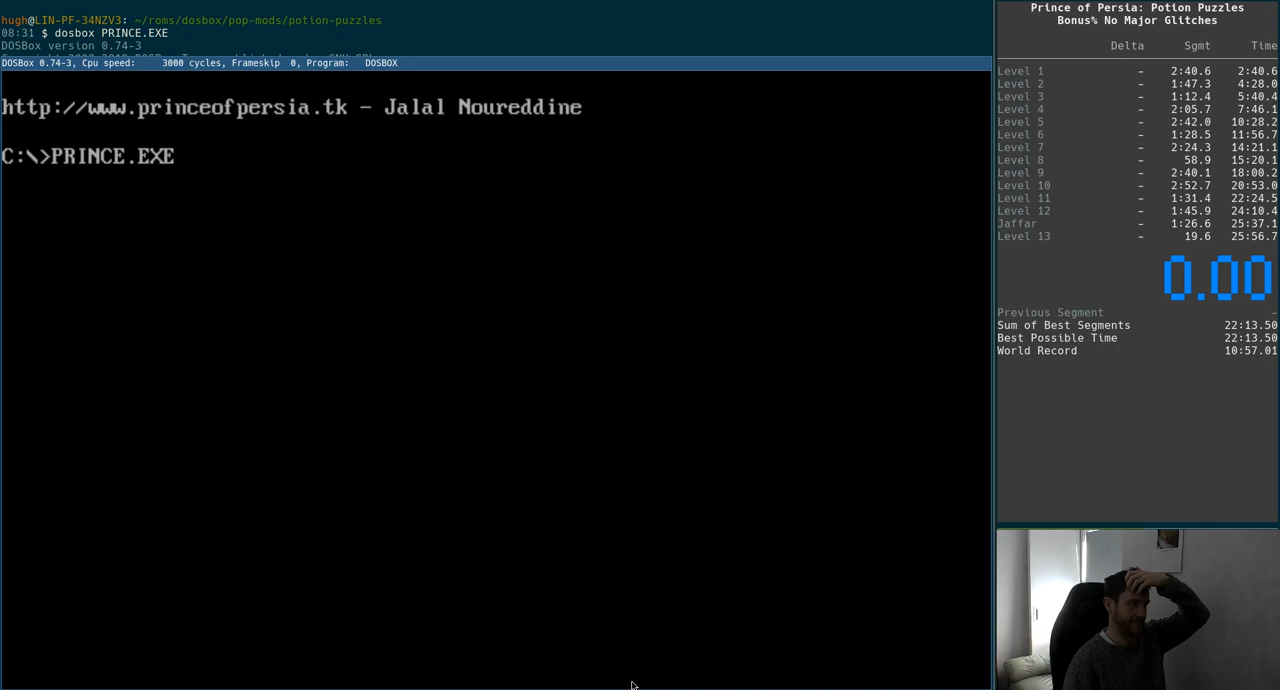 hugh@LIN-PF-34NZV3: ~/roms/dosbox/pop-mods/potion-puzzles
08:31 $ dosbox PRINCE.EXE
DOSBox version 0.74-3
DOSBox 0.74-3, Cpu speed: 3000 cycles, Frameskip 0, Program: DOSBOX
http://www.princeofpersia.tk - Jalal Noureddine
C:\>PRINCE.EXE
Prince of Persia: Potion Puzzles
Bonus% No Major Glitches
Delta Sgmt Time
Level 1 - 2:40.6 2:40.6
Level 2 - 1:47.3 4:28.0
Level 3 - 1:12.4 5:40.4
Level 4 - 2:05.7 7:46.1
Level 5 - 2:42.0 10:28.2
Level 6 - 1:28.5 11:56.7
Level 7 - 2:24.3 14:21.1
Level 8 - 58.9 15:20.1
Level 9 - 2:40.1 18:00.2
Level 10 - 2:52.7 20:53.0
Level 11 - 1:31.4 22:24.5
Level 12 - 1:45.9 24:10.4
Jaffar - 1:26.6 25:37.1
Level 13 - 19.6 25:56.7
0.00
Previous Segment -
Sum of Best Segments 22:13.50
Best Possible Time 22:13.50
World Record 10:57.01